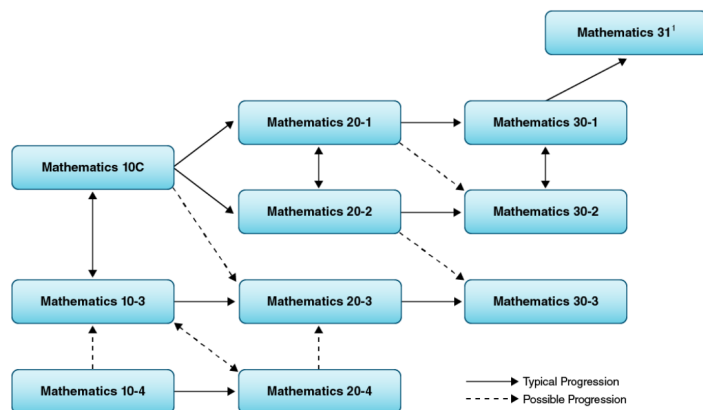 Mathematics 31¹
Mathematics 20-1
Mathematics 30-1
Mathematics 10C
Mathematics 20-2
Mathematics 30-2
Mathematics 10-3
Mathematics 20-3
Mathematics 30-3
Mathematics 10-4
Mathematics 20-4
Typical Progression
Possible Progression